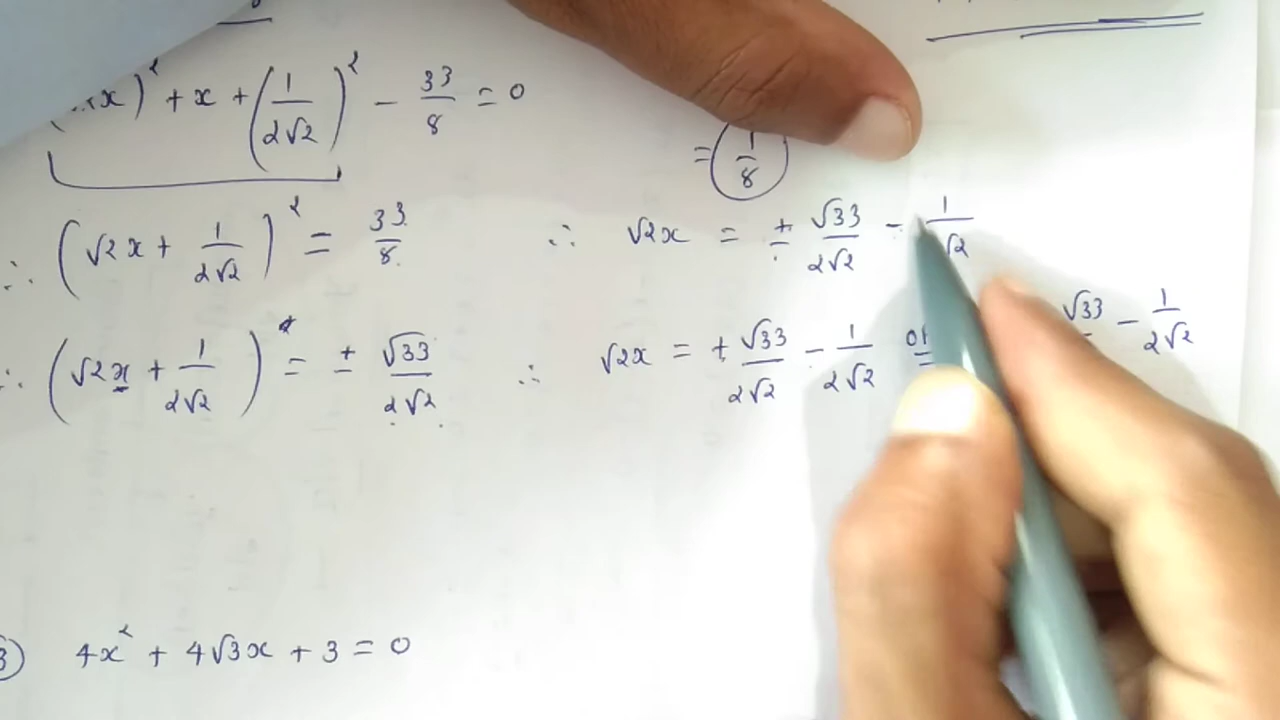 x)² + x + (1/2√2)² - 33/8 = 0
= 1/8
∴ (√2x + 1/2√2)² = 33/8
∴ √2x = ± √33/2√2 - 1/√2
∴ (√2x + 1/2√2) = ± √33/2√2
∴ √2x = + √33/2√2 - 1/2√2 or √33 - 1/2√2
3) 4x² + 4√3x + 3 = 0